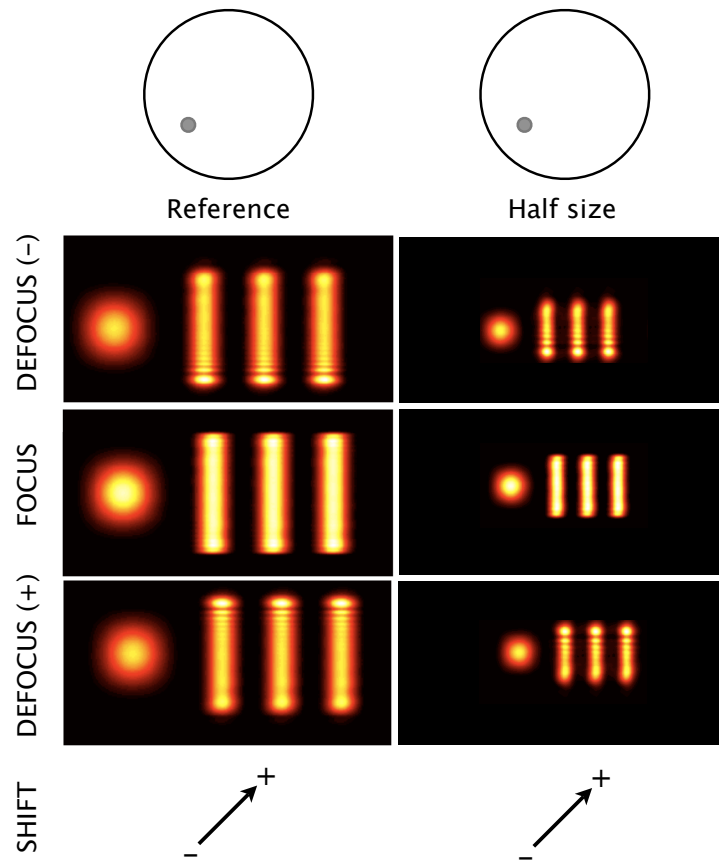 Reference
Half size
DEFOCUS (–)
FOCUS
DEFOCUS (+)
SHIFT
+
–
+
–